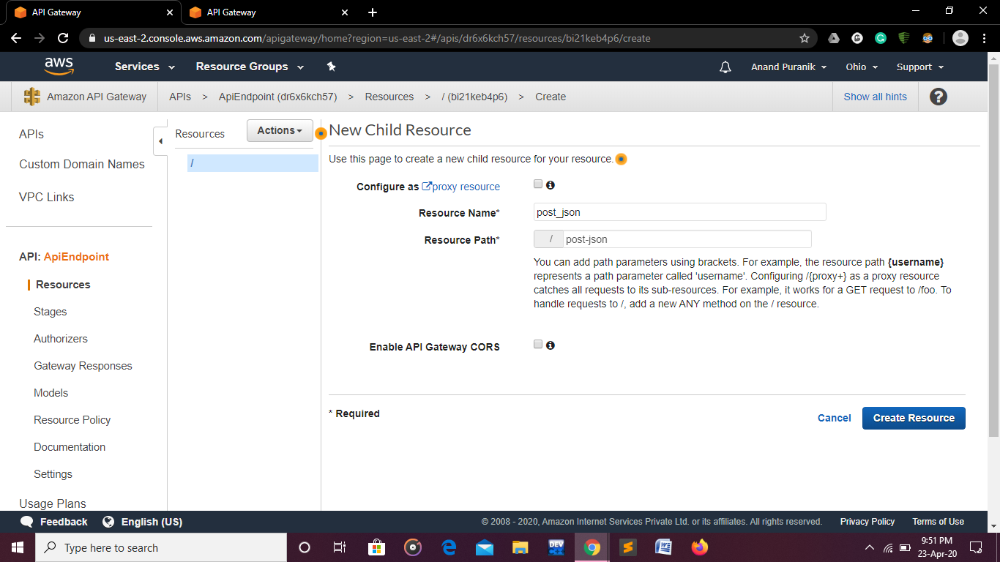 API Gateway
API Gateway
us-east-2.console.aws.amazon.com/apigateway/home?region=us-east-2#/apis/dr6x6kch57/resources/bi21keb4p6/create
aws Services Resource Groups Anand Puranik Ohio Support
Amazon API Gateway APIs > ApiEndpoint (dr6x6kch57) > Resources > / (bi21keb4p6) > Create Show all hints ?
APIs
Custom Domain Names
VPC Links
API: ApiEndpoint
Resources
Stages
Authorizers
Gateway Responses
Models
Resource Policy
Documentation
Settings
Usage Plans
Resources Actions
/
New Child Resource
Use this page to create a new child resource for your resource.
Configure as proxy resource
Resource Name* post_json
Resource Path* / post-json
You can add path parameters using brackets. For example, the resource path {username}
represents a path parameter called 'username'. Configuring /{proxy+} as a proxy resource
catches all requests to its sub-resources. For example, it works for a GET request to /foo. To
handle requests to /, add a new ANY method on the / resource.
Enable API Gateway CORS
* Required Cancel Create Resource
Feedback English (US) © 2008 - 2020, Amazon Internet Services Private Ltd. or its affiliates. All rights reserved. Privacy Policy Terms of Use
Type here to search
DEV
W
9:51 PM
23-Apr-20